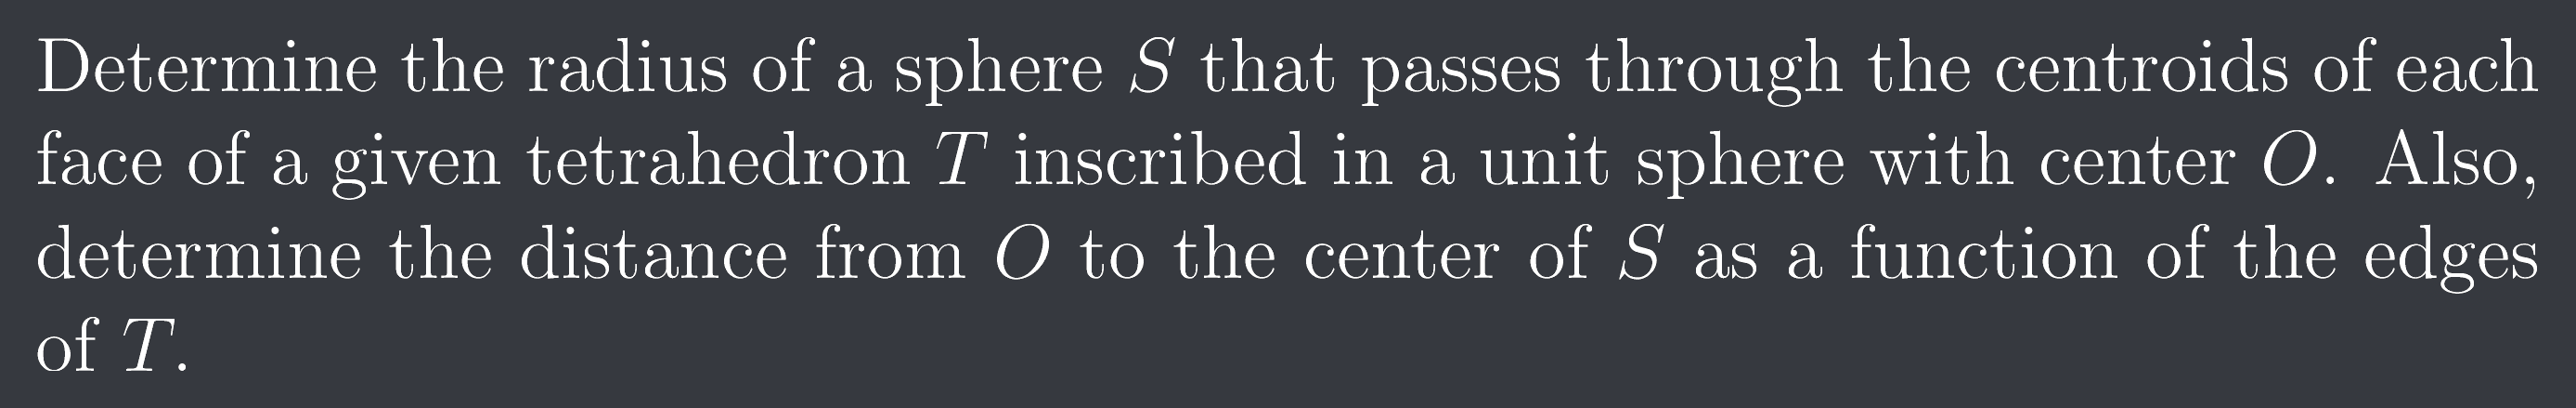 Determine the radius of a sphere S that passes through the centroids of each
face of a given tetrahedron T inscribed in a unit sphere with center O. Also,
determine the distance from O to the center of S as a function of the edges
of T.